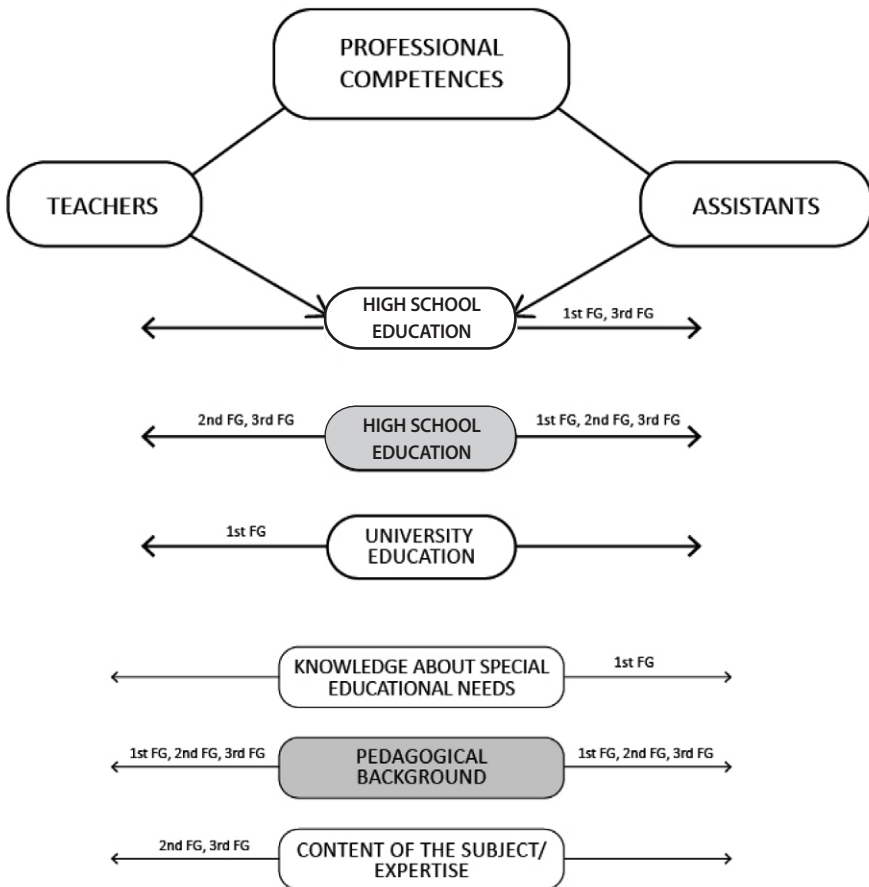 PROFESSIONAL
COMPETENCES
TEACHERS
ASSISTANTS
HIGH SCHOOL
EDUCATION
1st FG, 3rd FG
2nd FG, 3rd FG
HIGH SCHOOL
EDUCATION
1st FG, 2nd FG, 3rd FG
1st FG
UNIVERSITY
EDUCATION
KNOWLEDGE ABOUT SPECIAL
EDUCATIONAL NEEDS
1st FG
1st FG, 2nd FG, 3rd FG
PEDAGOGICAL
BACKGROUND
1st FG, 2nd FG, 3rd FG
2nd FG, 3rd FG
CONTENT OF THE SUBJECT/
EXPERTISE